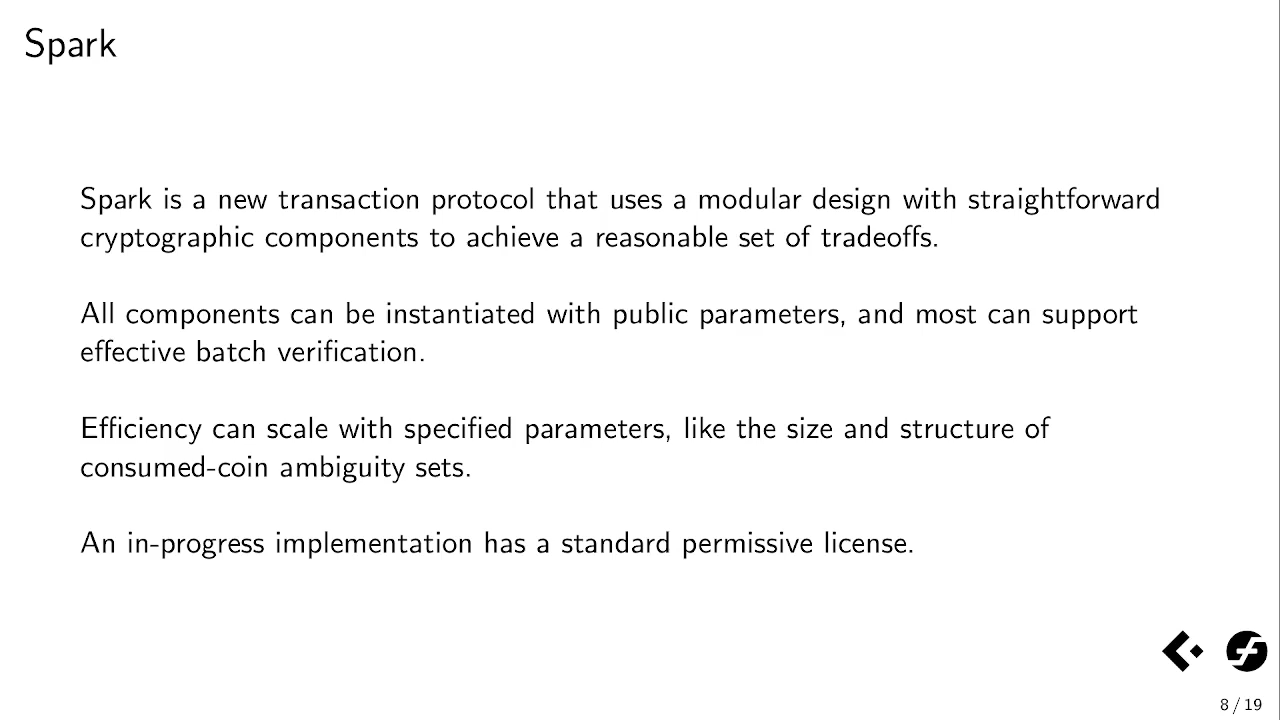 Spark
Spark is a new transaction protocol that uses a modular design with straightforward
cryptographic components to achieve a reasonable set of tradeoffs.
All components can be instantiated with public parameters, and most can support
effective batch verification.
Efficiency can scale with specified parameters, like the size and structure of
consumed-coin ambiguity sets.
An in-progress implementation has a standard permissive license.
8 / 19